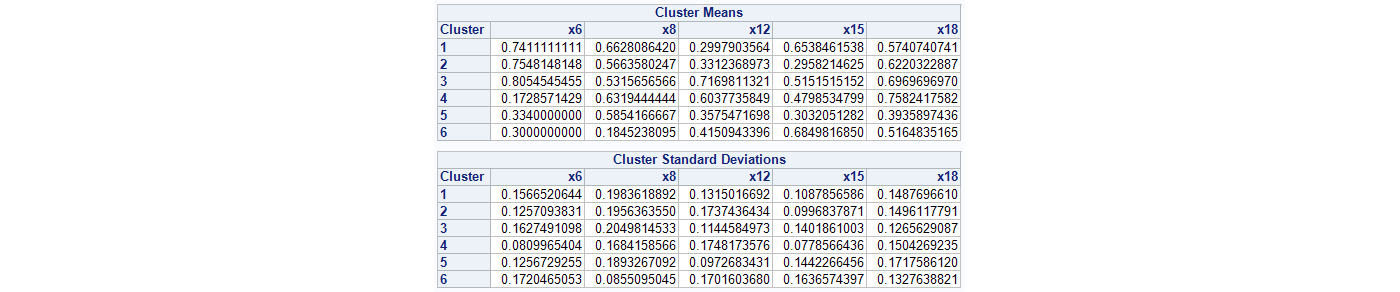 Cluster Means
Cluster x6 x8 x12 x15 x18
1 0.7411111111 0.6628086420 0.2997903564 0.6538461538 0.5740740741
2 0.7548148148 0.5663580247 0.3312368973 0.2958214625 0.6220322887
3 0.8054545455 0.5315656566 0.7169811321 0.5151515152 0.6969696970
4 0.1728571429 0.6319444444 0.6037735849 0.4798534799 0.7582417582
5 0.3340000000 0.5854166667 0.3575471698 0.3032051282 0.3935897436
6 0.3000000000 0.1845238095 0.4150943396 0.6849816850 0.5164835165
Cluster Standard Deviations
Cluster x6 x8 x12 x15 x18
1 0.1566520644 0.1983618892 0.1315016692 0.1087856586 0.1487696610
2 0.1257093831 0.1956363550 0.1737436434 0.0996837871 0.1496117791
3 0.1627491098 0.2049814533 0.1144584973 0.1401861003 0.1265629087
4 0.0809965404 0.1684158566 0.1748173576 0.0778566436 0.1504269235
5 0.1256729255 0.1893267092 0.0972683431 0.1442266456 0.1717586120
6 0.1720465053 0.0855095045 0.1701603680 0.1636574397 0.1327638821